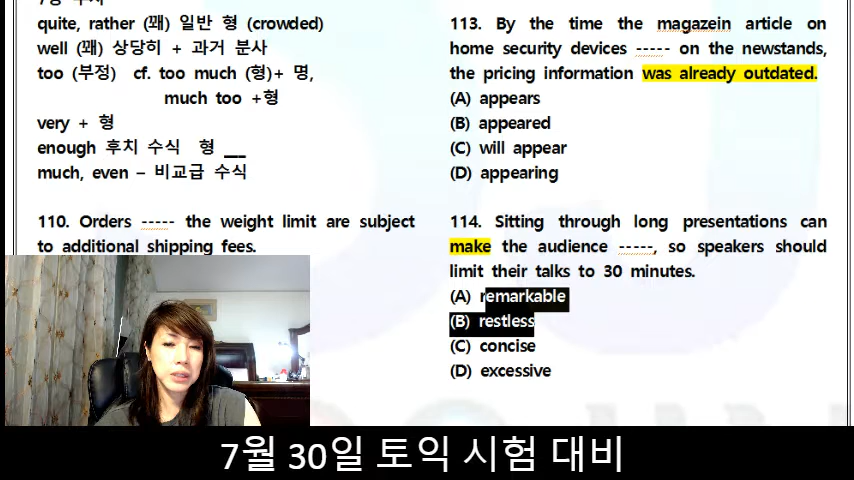 quite, rather (꽤) 일반 형 (crowded)
well (꽤) 상당히 + 과거 분사
too (부정) cf. too much (형)+ 명,
much too +형
very + 형
enough 후치 수식 형 __
much, even – 비교급 수식
110. Orders ----- the weight limit are subject
to additional shipping fees.
113. By the time the magazein article on
home security devices ----- on the newstands,
the pricing information was already outdated.
(A) appears
(B) appeared
(C) will appear
(D) appearing
114. Sitting through long presentations can
make the audience -----, so speakers should
limit their talks to 30 minutes.
(A) remarkable
(B) restless
(C) concise
(D) excessive
7월 30일 토익 시험 대비